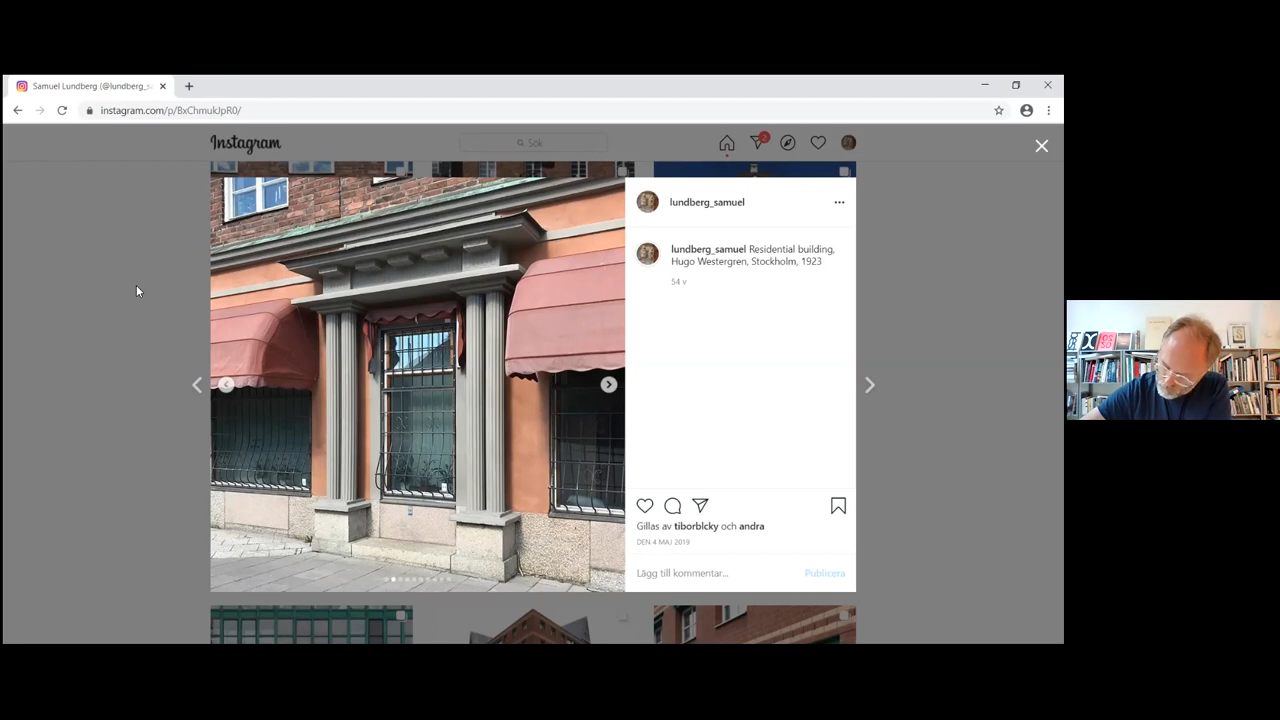 Samuel Lundberg (@lundberg_s
instagram.com/p/BxChmukJpR0/
Instagram
Sök
2
lundberg_samuel
lundberg_samuel Residential building,
Hugo Westergren, Stockholm, 1923
54 v
Gillas av tiborblcky och andra
DEN 4 MAJ 2019
Lägg till kommentar...
Publicera